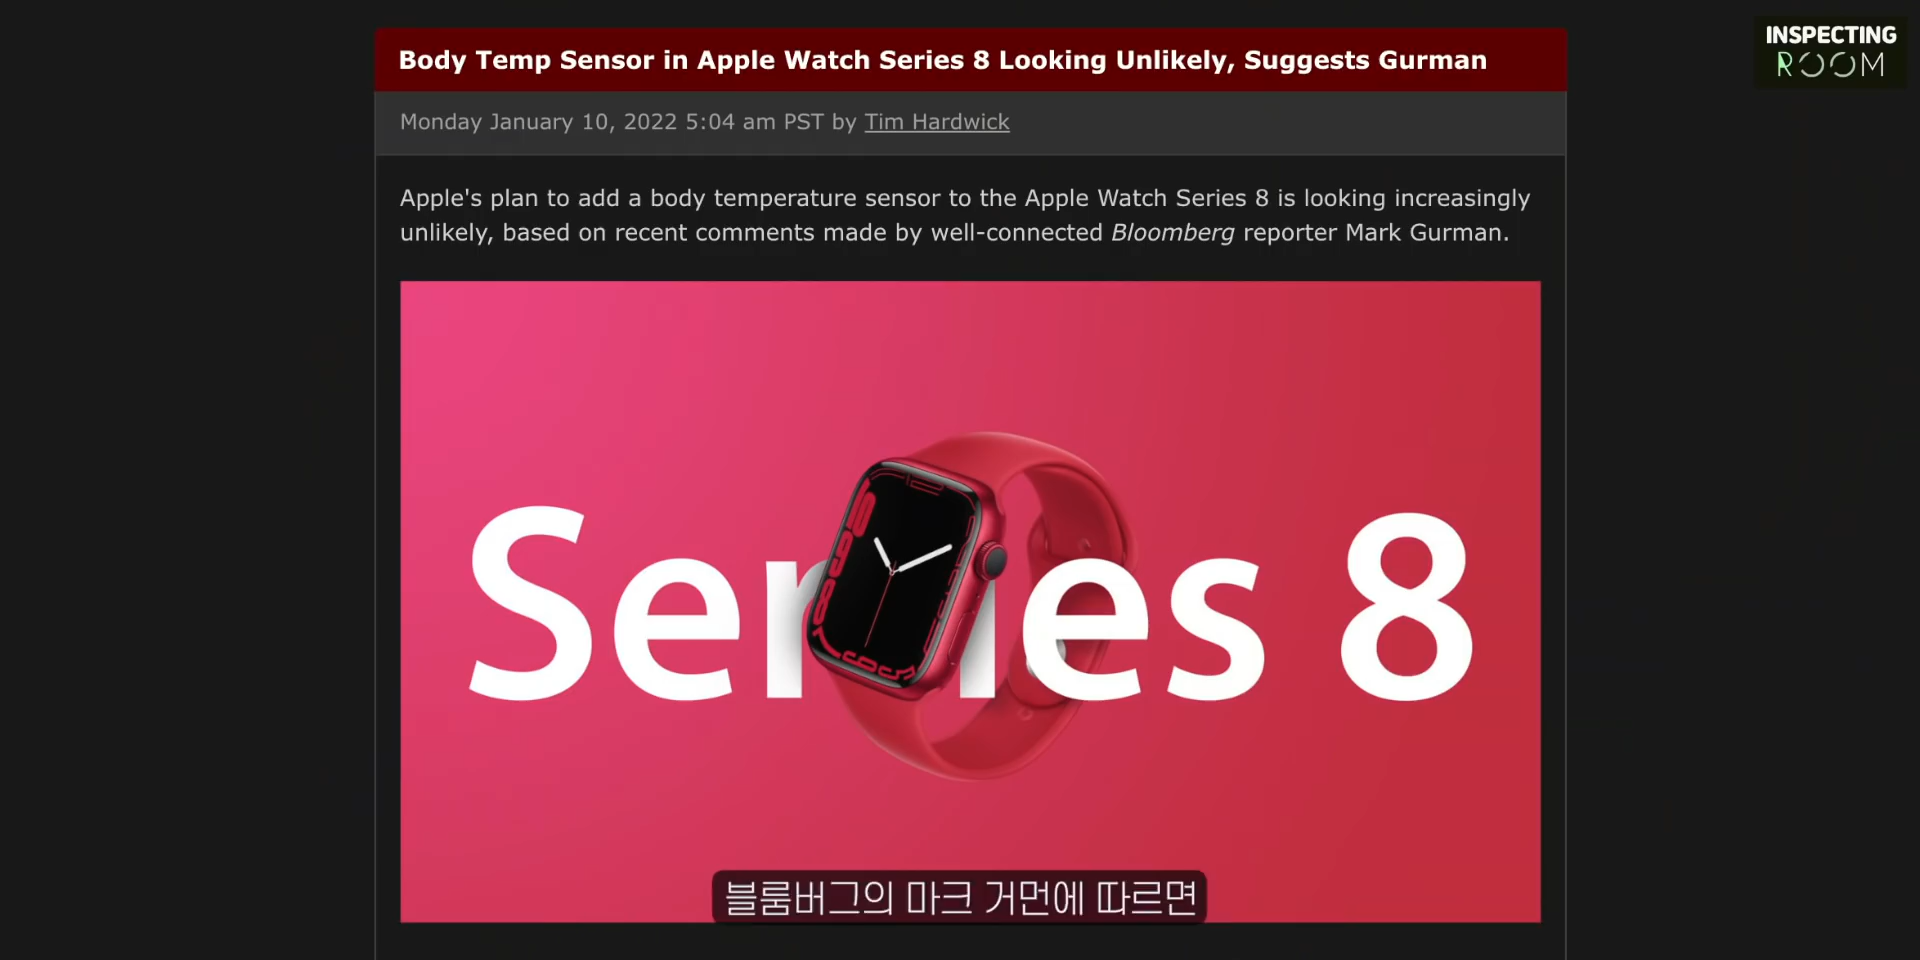 INSPECTING
ROOM
Body Temp Sensor in Apple Watch Series 8 Looking Unlikely, Suggests Gurman
Monday January 10, 2022 5:04 am PST by Tim Hardwick
Apple's plan to add a body temperature sensor to the Apple Watch Series 8 is looking increasingly
unlikely, based on recent comments made by well-connected Bloomberg reporter Mark Gurman.
Series 8
블룸버그의 마크 거먼에 따르면